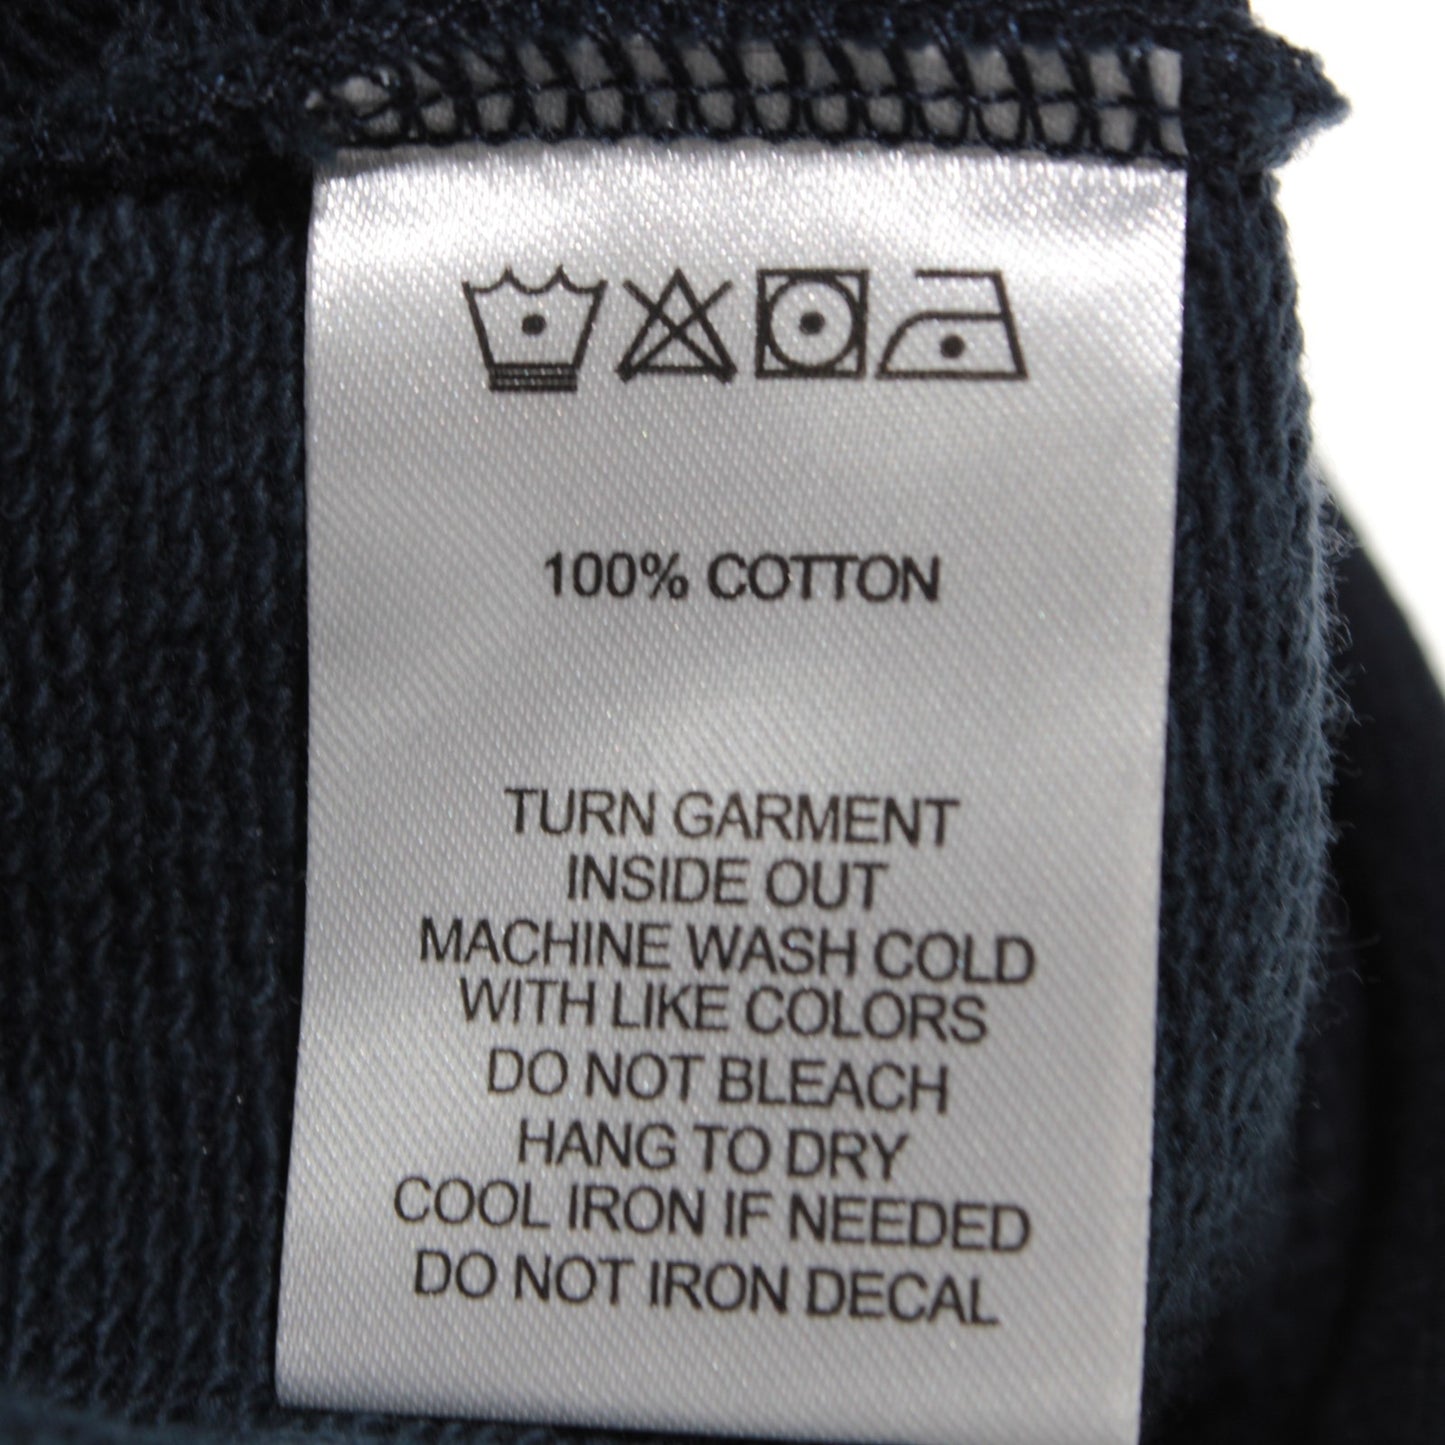 100% COTTON
TURN GARMENT
INSIDE OUT
MACHINE WASH COLD
WITH LIKE COLORS
DO NOT BLEACH
HANG TO DRY
COOL IRON IF NEEDED
DO NOT IRON DECAL